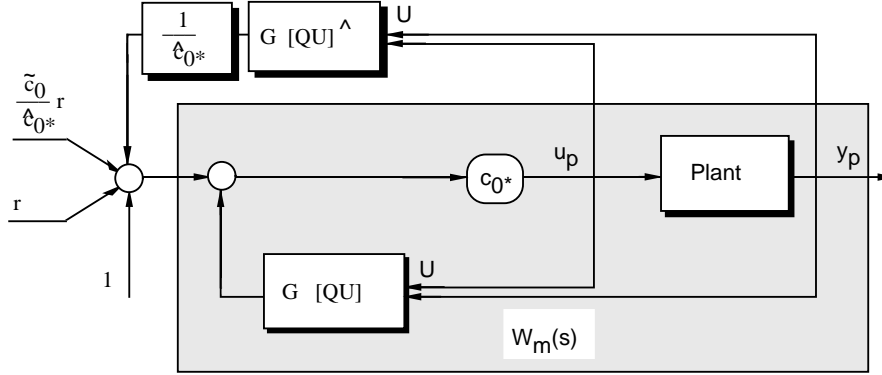 1
ĉ0*
G [QU] ^
U
c̃0
ĉ0* r
r
1
c0*
up
Plant
yp
G [QU]
U
Wm(s)